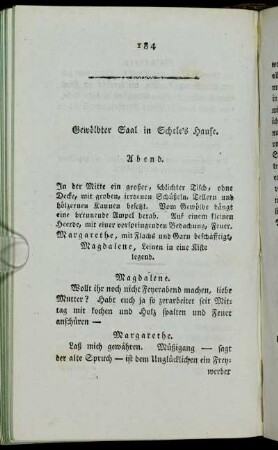 184
Gewölbter Saal in Schele's Hause.
Abend.
In der Mitte ein großer, schlichter Tisch, ohne
Decke, mit groben, irrdenen Schüsseln, Tellern und
hölzernen Kannen besetzt. Vom Gewölbe hängt
eine brennende Ampel herab. Auf einem kleinen
Heerde, mit einer vorspringenden Bedachung, Feuer.
Margarethe, mit Flachs und Garn beschäftigt,
Magdalene, Leinen in eine Kiste
legend.
Magdalene.
Wollt ihr noch nicht Feyerabend machen, liebe
Mutter? Habt euch ja so zerarbeitet seit Mit-
tag mit kochen und Holz spalten und Feuer
anschüren —
Margarethe.
Laß mich gewähren. Müßigang — sagt
der alte Spruch — ist dem Unglücklichen ein Frey-
werber